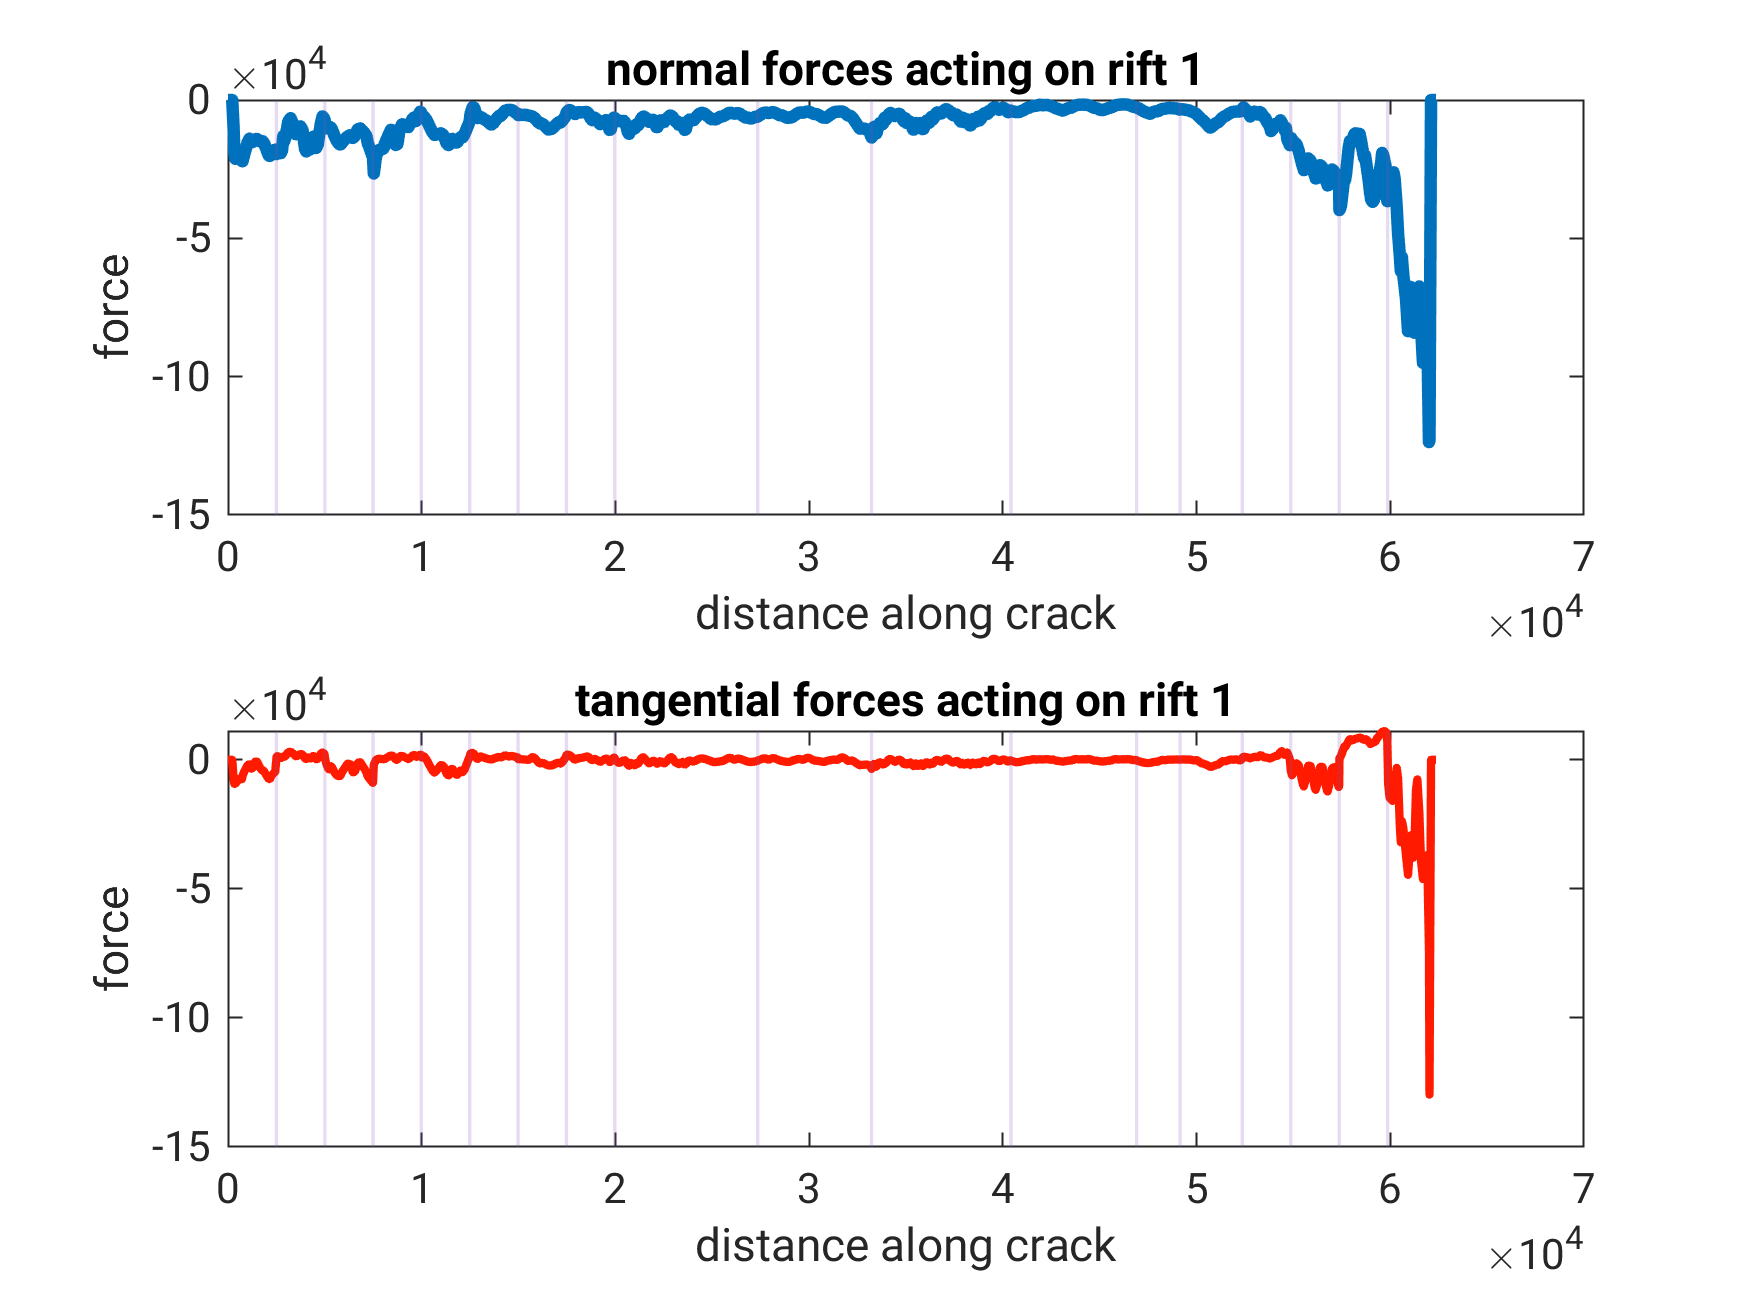 ×10^4
normal forces acting on rift 1
0
-5
-10
-15
force
0 1 2 3 4 5 6 7
distance along crack
×10^4
×10^4
tangential forces acting on rift 1
0
-5
-10
-15
force
0 1 2 3 4 5 6 7
distance along crack
×10^4